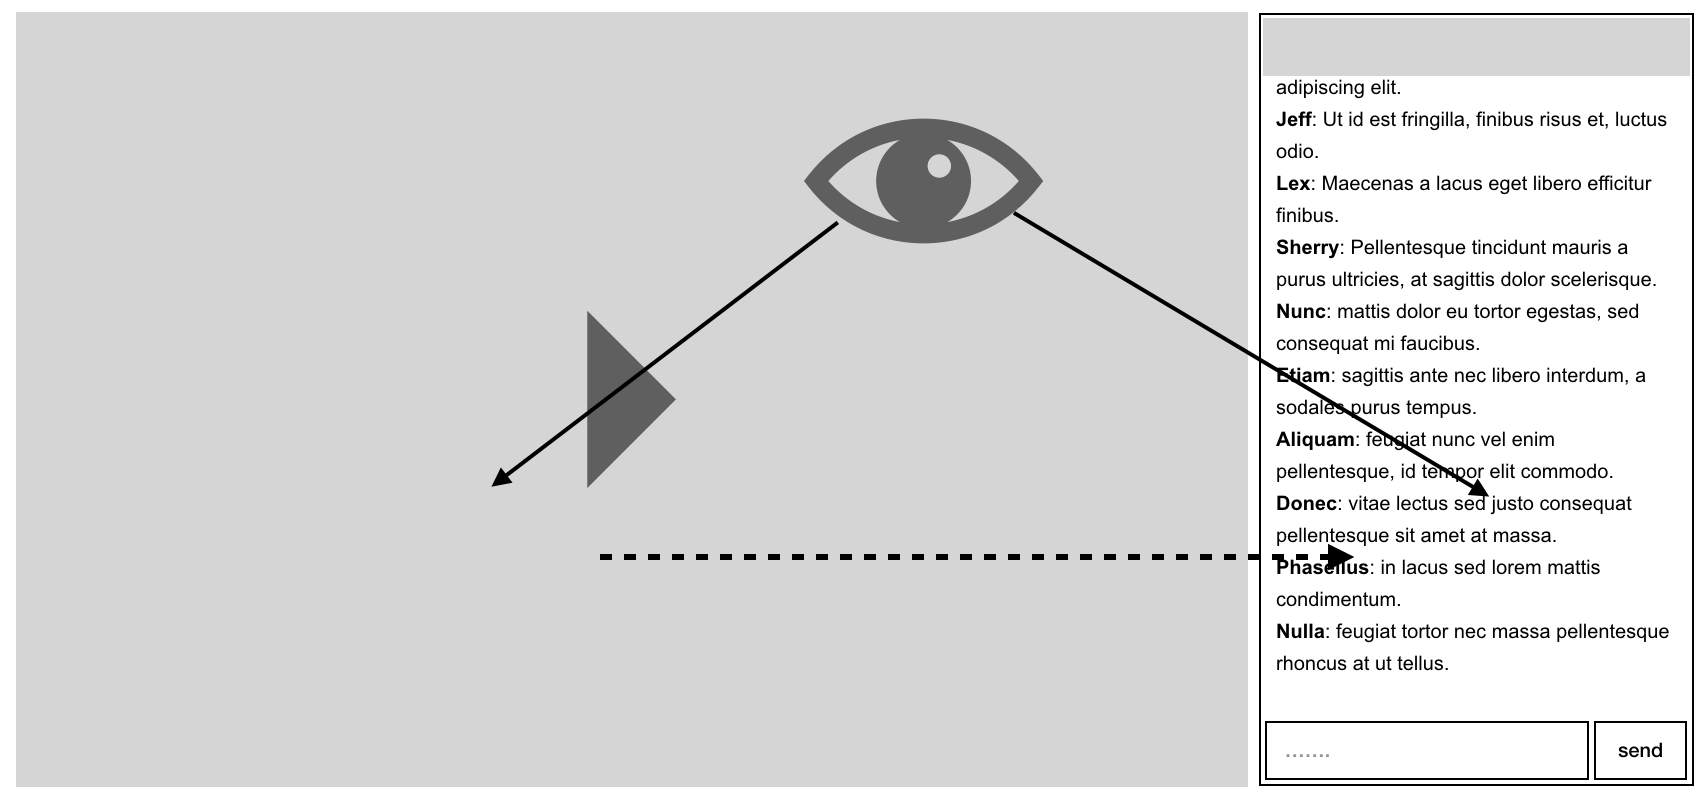 adipiscing elit.
Jeff: Ut id est fringilla, finibus risus et, luctus
odio.
Lex: Maecenas a lacus eget libero efficitur
finibus.
Sherry: Pellentesque tincidunt mauris a
purus ultricies, at sagittis dolor scelerisque.
Nunc: mattis dolor eu tortor egestas, sed
consequat mi faucibus.
Etiam: sagittis ante nec libero interdum, a
sodales purus tempus.
Aliquam: feugiat nunc vel enim
pellentesque, id tempor elit commodo.
Donec: vitae lectus sed justo consequat
pellentesque sit amet at massa.
Phasellus: in lacus sed lorem mattis
condimentum.
Nulla: feugiat tortor nec massa pellentesque
rhoncus at ut tellus.
.......
send